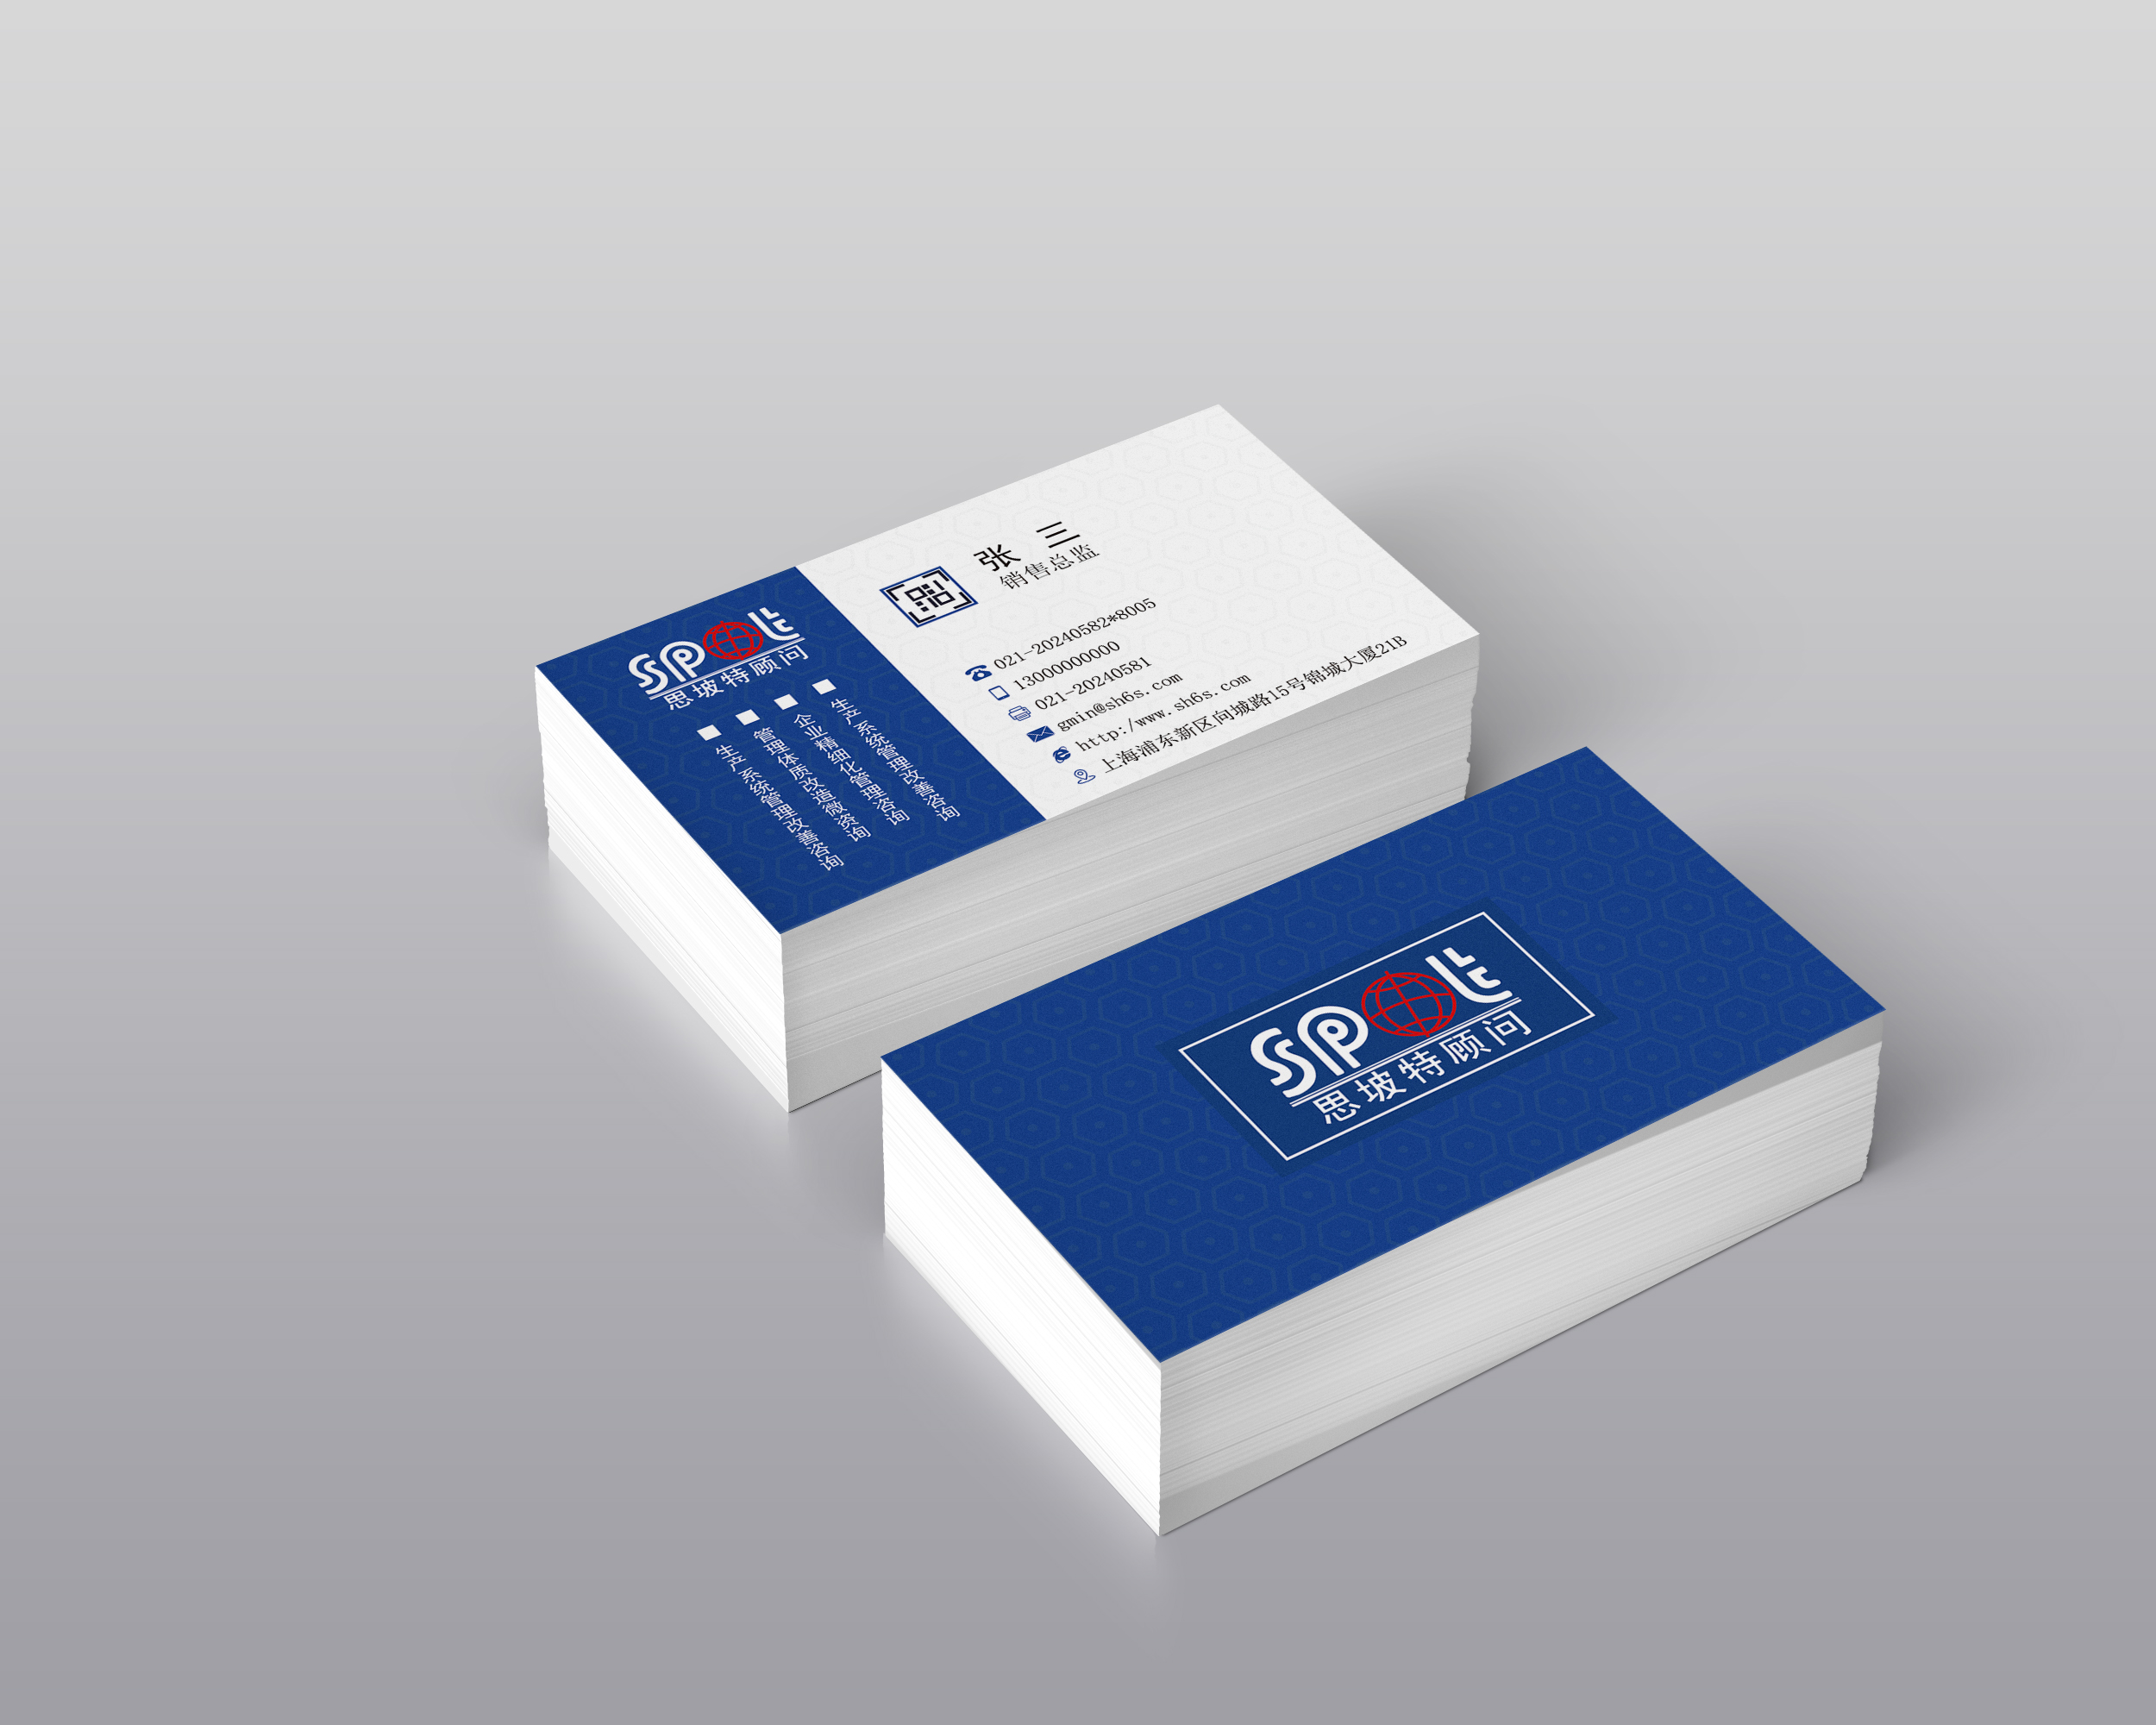 SPOLT
思坡特顾问
生产系统管理改善咨询
管理体质改造微资询
企业精细化管理咨询
生产系统管理改善咨询
张 三
销售总监
021-20240582*8005
13000000000
021-20240581
gmin@sh6s.com
http:/www.sh6s.com
上海浦东新区向城路15号锦城大厦21B
SPOLT
思坡特顾问